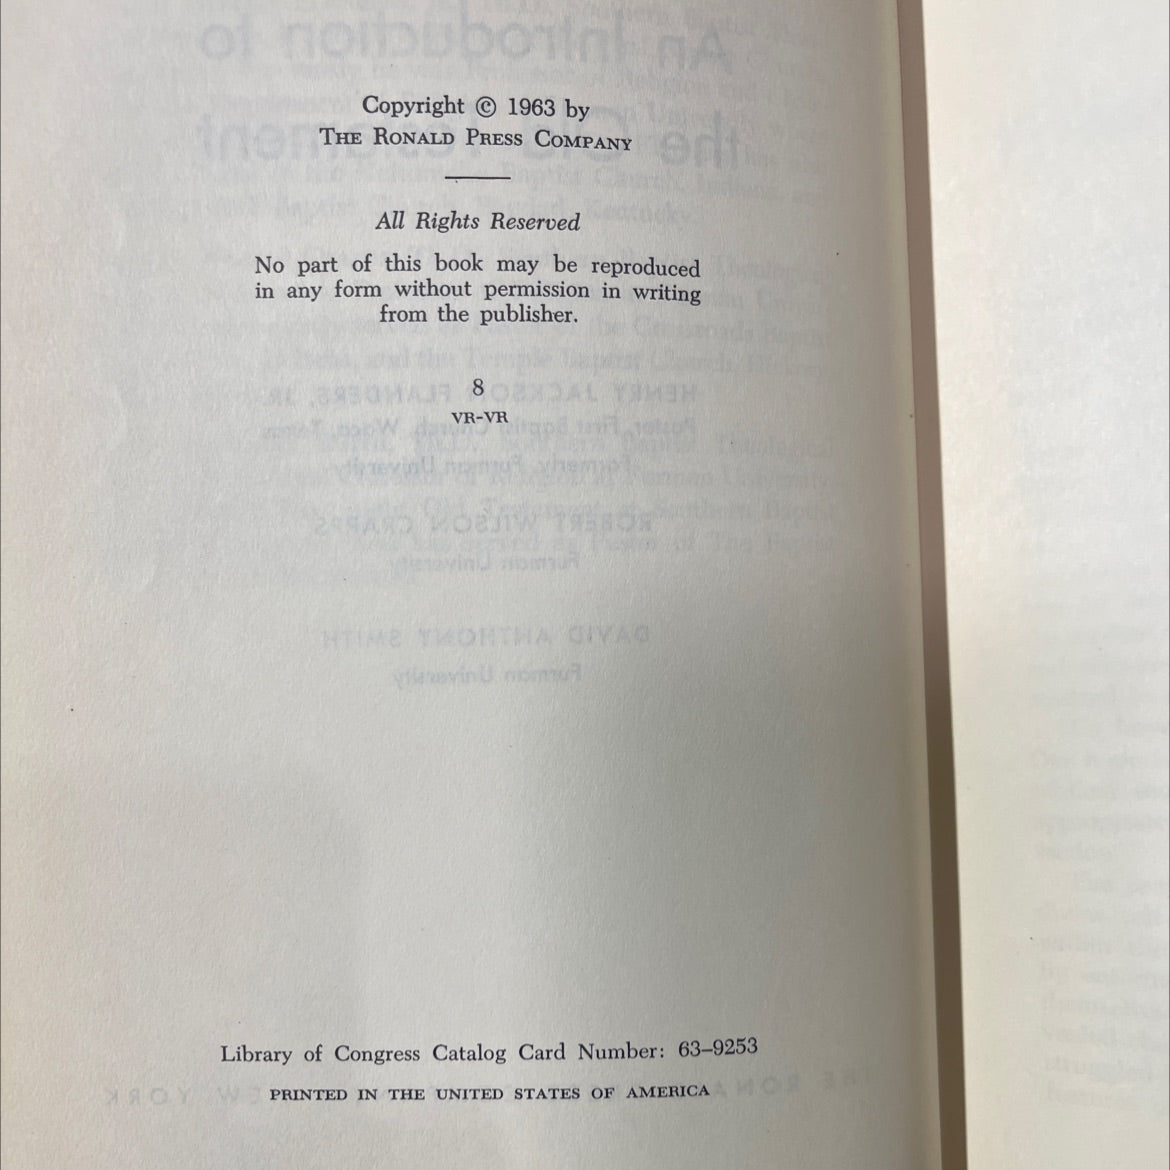 Copyright © 1963 by
THE RONALD PRESS COMPANY
All Rights Reserved
No part of this book may be reproduced
in any form without permission in writing
from the publisher.
8
VR-VR
Library of Congress Catalog Card Number: 63–9253
PRINTED IN THE UNITED STATES OF AMERICA